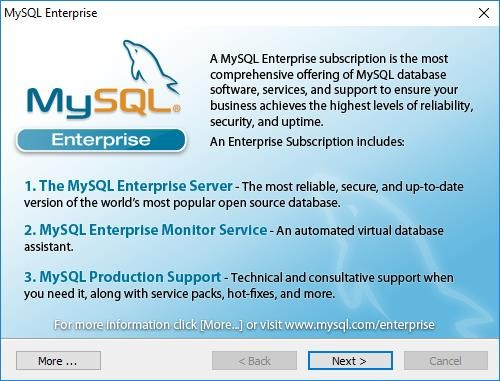 MySQL Enterprise
A MySQL Enterprise subscription is the most
comprehensive offering of MySQL database
software, services, and support to ensure your
business achieves the highest levels of reliability,
security, and uptime.
An Enterprise Subscription includes:
MySQL®
Enterprise
1. The MySQL Enterprise Server - The most reliable, secure, and up-to-date
version of the world's most popular open source database.
2. MySQL Enterprise Monitor Service - An automated virtual database
assistant.
3. MySQL Production Support - Technical and consultative support when
you need it, along with service packs, hot-fixes, and more.
For more information click [More...] or visit www.mysql.com/enterprise
More ...
< Back
Next >
Cancel